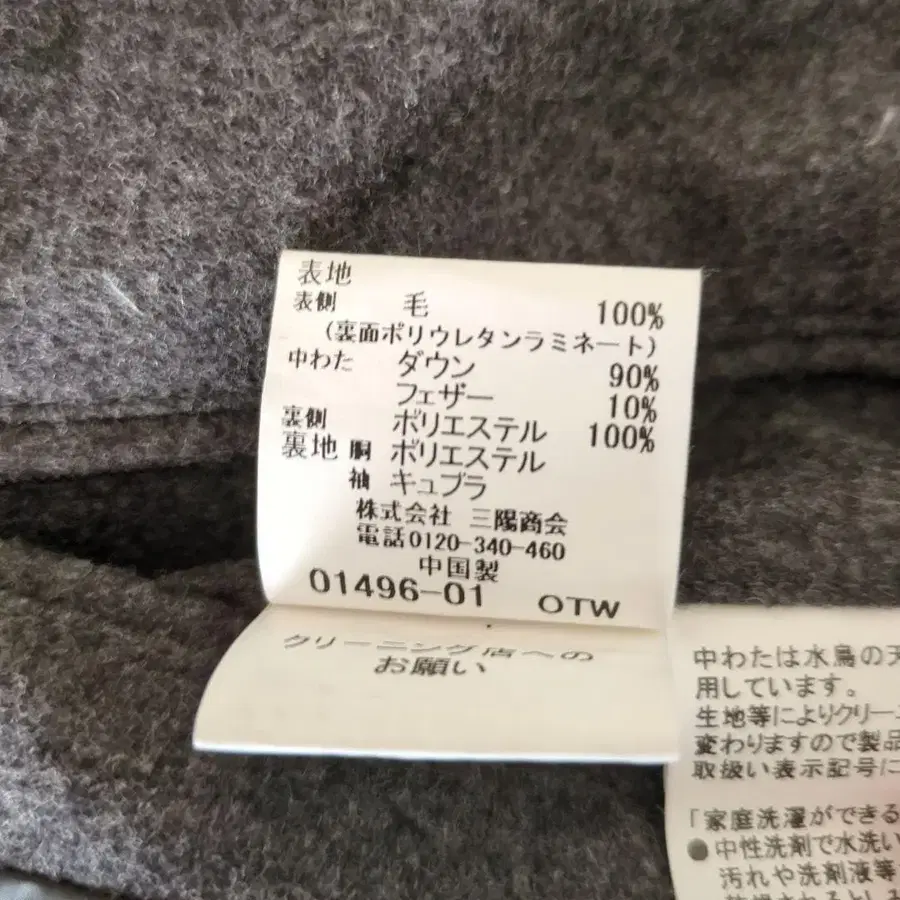 表地
表側 毛 100%
(裏面ポリウレタンラミネート)
中わた ダウン 90%
フェザー 10%
裏側 ポリエステル 100%
裏地 胴 ポリエステル
袖 キュプラ
株式会社 三陽商会
電話0120-340-460
中国製
01496-01 OTW
クリーニング店への
お願い
中わたは水鳥の天
用しています。
生地等によりクリーニ
変わりますので製品
取扱い表示記号に
「家庭洗濯ができる
●中性洗剤で水洗い
汚れや洗剤液等